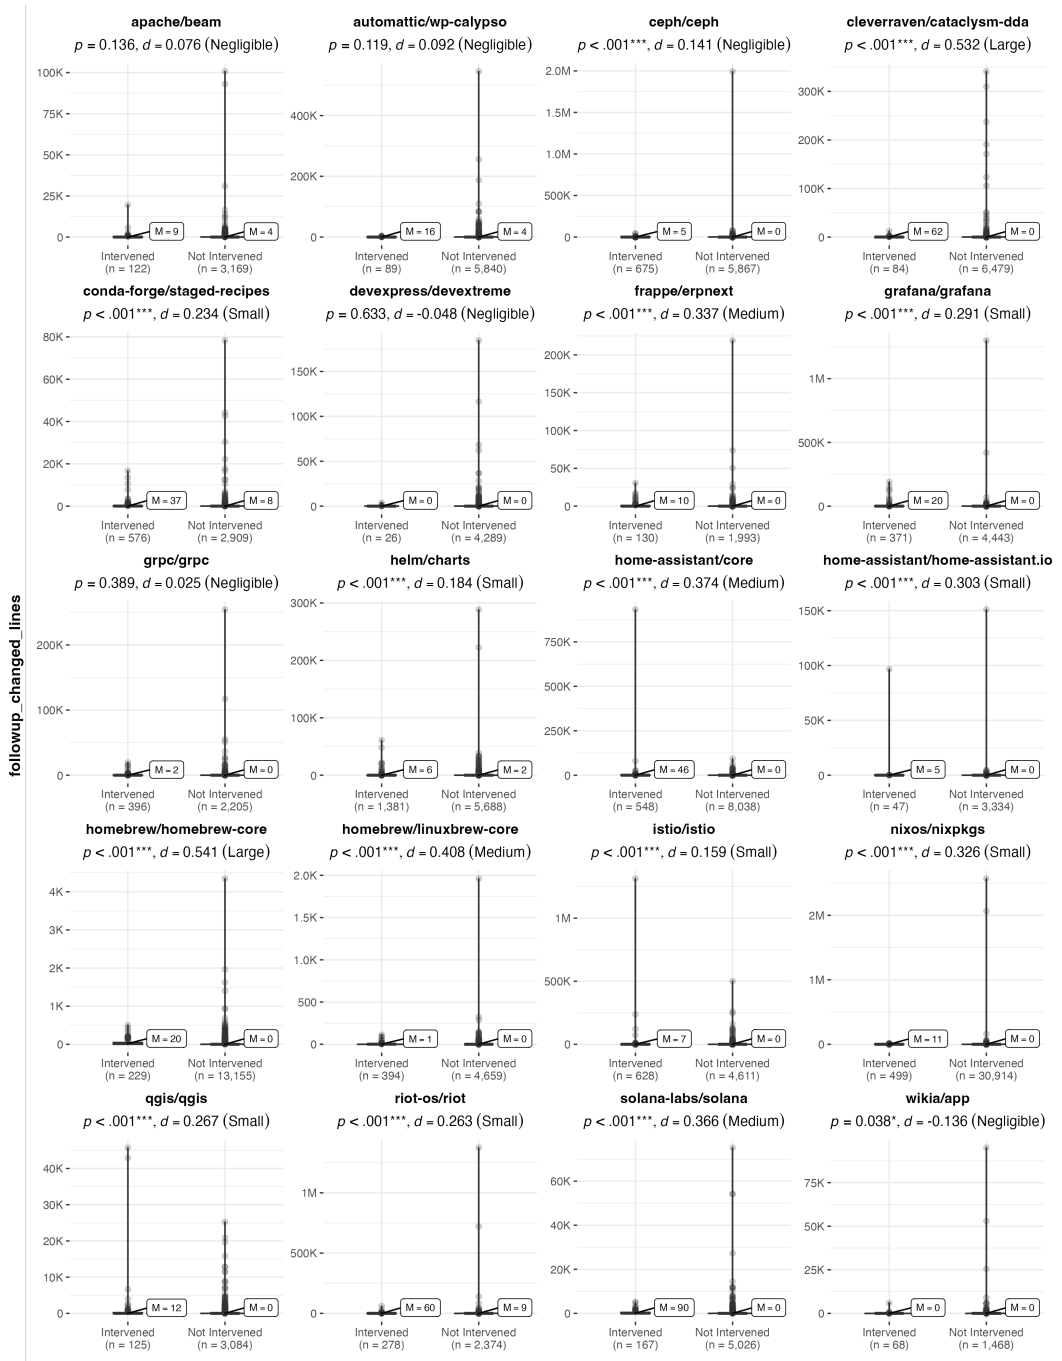 followup_changed_lines
apache/beam
p = 0.136, d = 0.076 (Negligible)
100K
75K
50K
25K
0
M = 9
M = 4
Intervened
(n = 122)
Not Intervened
(n = 3,169)
automattic/wp-calypso
p = 0.119, d = 0.092 (Negligible)
400K
200K
0
M = 16
M = 4
Intervened
(n = 89)
Not Intervened
(n = 5,840)
ceph/ceph
p < .001***, d = 0.141 (Negligible)
2.0M
1.5M
1.0M
500K
0
M = 5
M = 0
Intervened
(n = 675)
Not Intervened
(n = 5,867)
cleverraven/cataclysm-dda
p < .001***, d = 0.532 (Large)
300K
200K
100K
0
M = 62
M = 0
Intervened
(n = 84)
Not Intervened
(n = 6,479)
conda-forge/staged-recipes
p < .001***, d = 0.234 (Small)
80K
60K
40K
20K
0
M = 37
M = 8
Intervened
(n = 576)
Not Intervened
(n = 2,909)
devexpress/devextreme
p = 0.633, d = -0.048 (Negligible)
150K
100K
50K
0
M = 0
M = 0
Intervened
(n = 26)
Not Intervened
(n = 4,289)
frappe/erpnext
p < .001***, d = 0.337 (Medium)
200K
150K
100K
50K
0
M = 10
M = 0
Intervened
(n = 130)
Not Intervened
(n = 1,993)
grafana/grafana
p < .001***, d = 0.291 (Small)
1M
500K
0
M = 20
M = 0
Intervened
(n = 371)
Not Intervened
(n = 4,443)
grpc/grpc
p = 0.389, d = 0.025 (Negligible)
200K
100K
0
M = 2
M = 0
Intervened
(n = 396)
Not Intervened
(n = 2,205)
helm/charts
p < .001***, d = 0.184 (Small)
300K
200K
100K
0
M = 6
M = 2
Intervened
(n = 1,381)
Not Intervened
(n = 5,688)
home-assistant/core
p < .001***, d = 0.374 (Medium)
750K
500K
250K
0
M = 46
M = 0
Intervened
(n = 548)
Not Intervened
(n = 8,038)
home-assistant/home-assistant.io
p < .001***, d = 0.303 (Small)
150K
100K
50K
0
M = 5
M = 0
Intervened
(n = 47)
Not Intervened
(n = 3,334)
homebrew/homebrew-core
p < .001***, d = 0.541 (Large)
4K
3K
2K
1K
0
M = 20
M = 0
Intervened
(n = 229)
Not Intervened
(n = 13,155)
homebrew/linuxbrew-core
p < .001***, d = 0.408 (Medium)
2.0K
1.5K
1.0K
500
0
M = 1
M = 0
Intervened
(n = 394)
Not Intervened
(n = 4,659)
istio/istio
p < .001***, d = 0.159 (Small)
1M
500K
0
M = 7
M = 0
Intervened
(n = 628)
Not Intervened
(n = 4,611)
nixos/nixpkgs
p < .001***, d = 0.326 (Small)
2M
1M
0
M = 11
M = 0
Intervened
(n = 499)
Not Intervened
(n = 30,914)
qgis/qgis
p < .001***, d = 0.267 (Small)
40K
30K
20K
10K
0
M = 12
M = 0
Intervened
(n = 125)
Not Intervened
(n = 3,084)
riot-os/riot
p < .001***, d = 0.263 (Small)
1M
500K
0
M = 60
M = 9
Intervened
(n = 278)
Not Intervened
(n = 2,374)
solana-labs/solana
p < .001***, d = 0.366 (Medium)
60K
40K
20K
0
M = 90
M = 0
Intervened
(n = 167)
Not Intervened
(n = 5,026)
wikia/app
p = 0.038*, d = -0.136 (Negligible)
75K
50K
25K
0
M = 0
M = 0
Intervened
(n = 68)
Not Intervened
(n = 1,468)